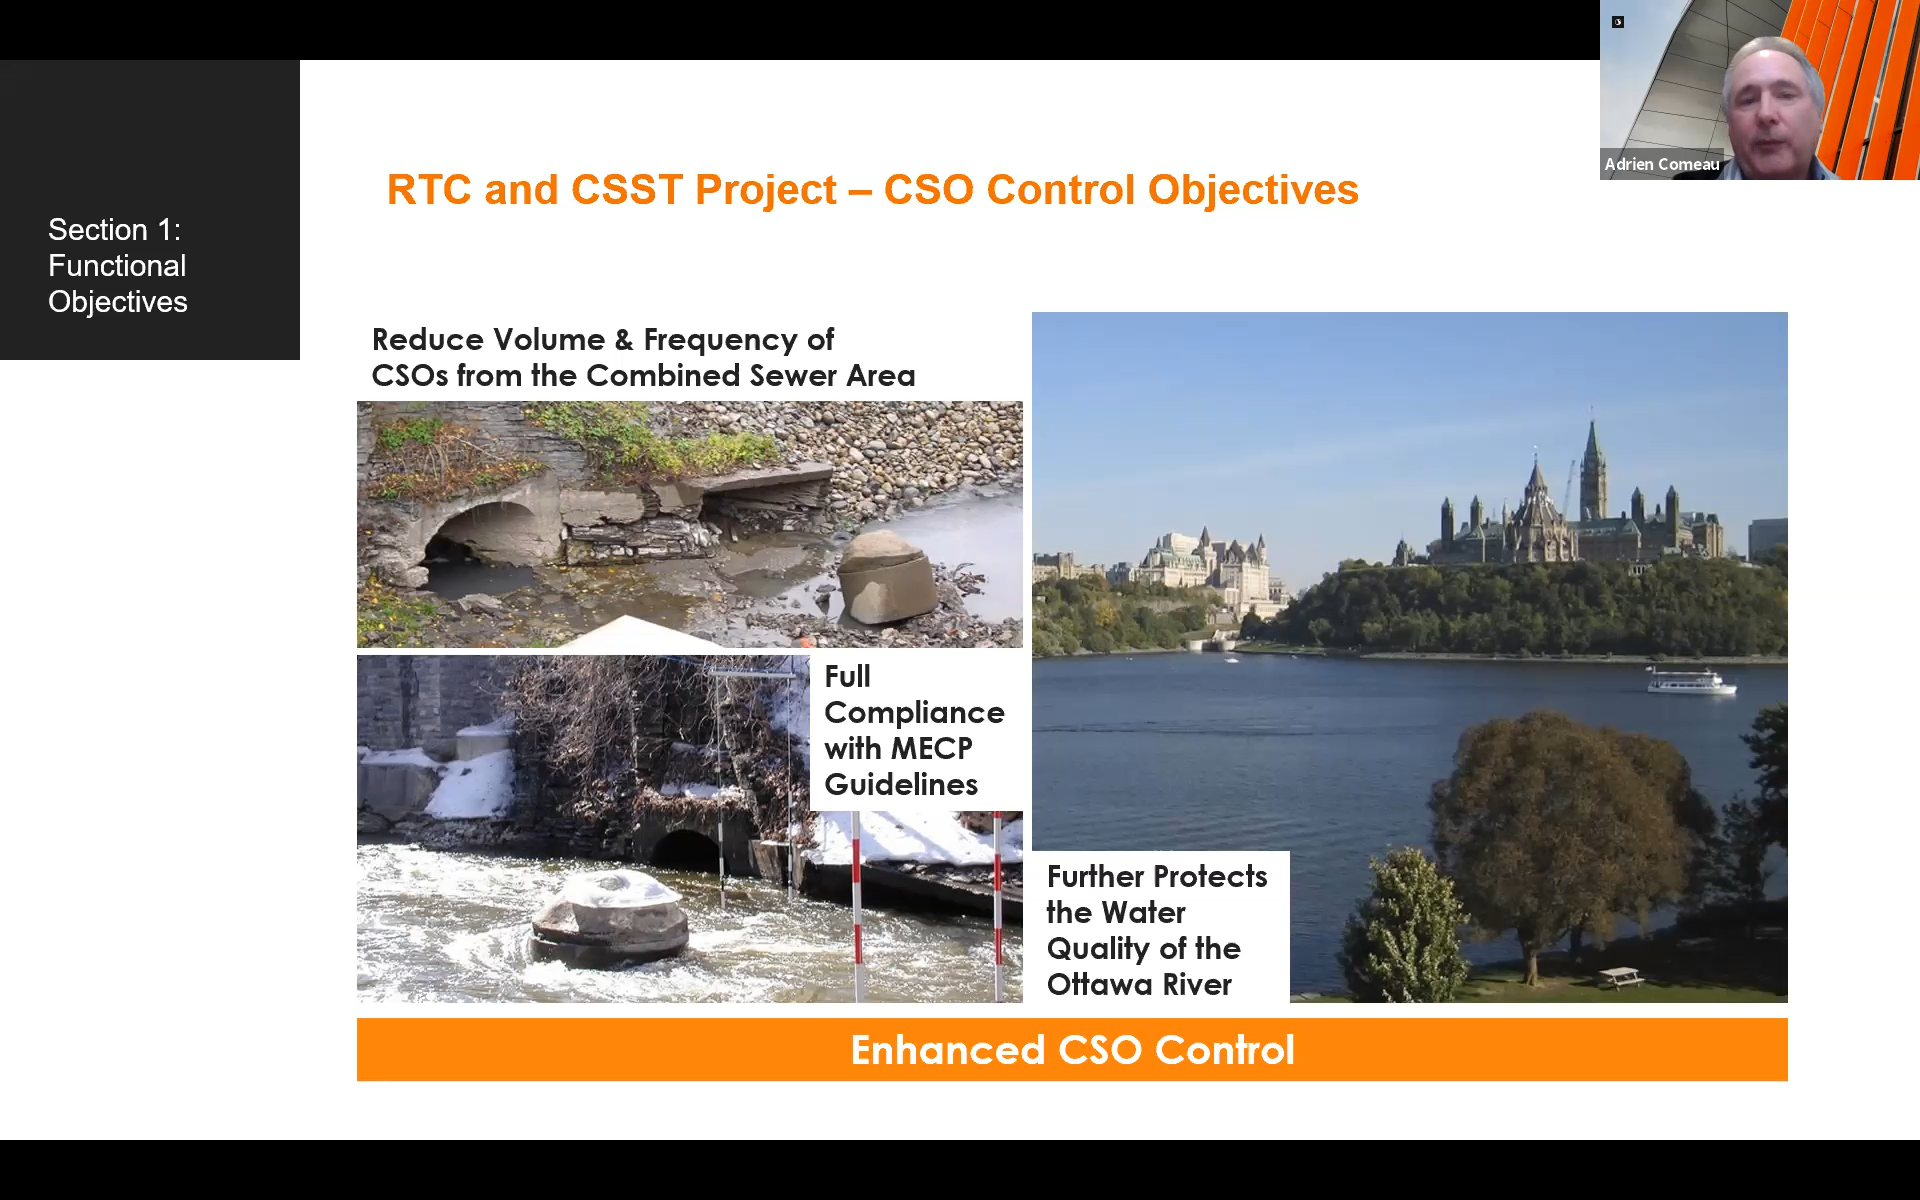 Adrien Comeau
Section 1:
Functional
Objectives
RTC and CSST Project – CSO Control Objectives
Reduce Volume & Frequency of
CSOs from the Combined Sewer Area
Full
Compliance
with MECP
Guidelines
Further Protects
the Water
Quality of the
Ottawa River
Enhanced CSO Control